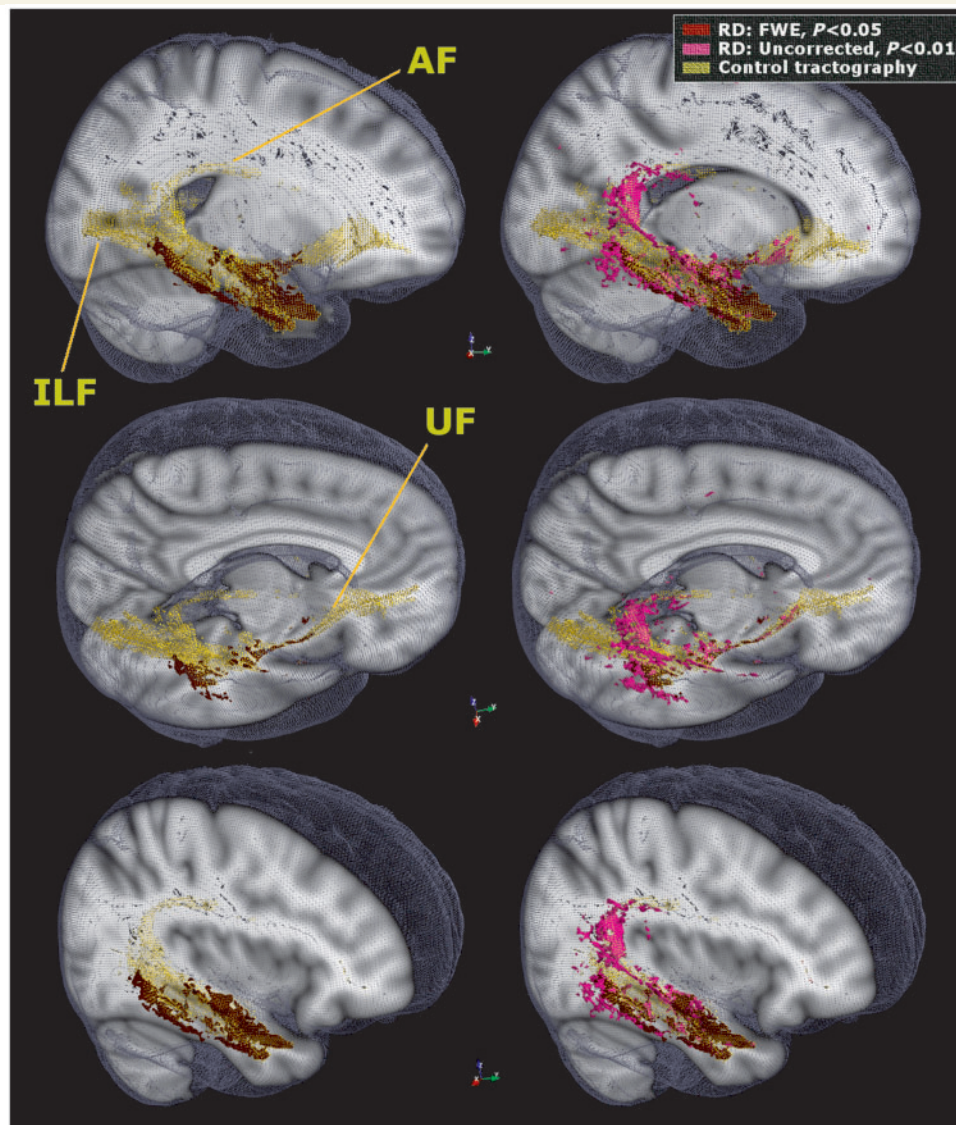 RD: FWE, P<0.05
RD: Uncorrected, P<0.01
Control tractography
AF
ILF
UF